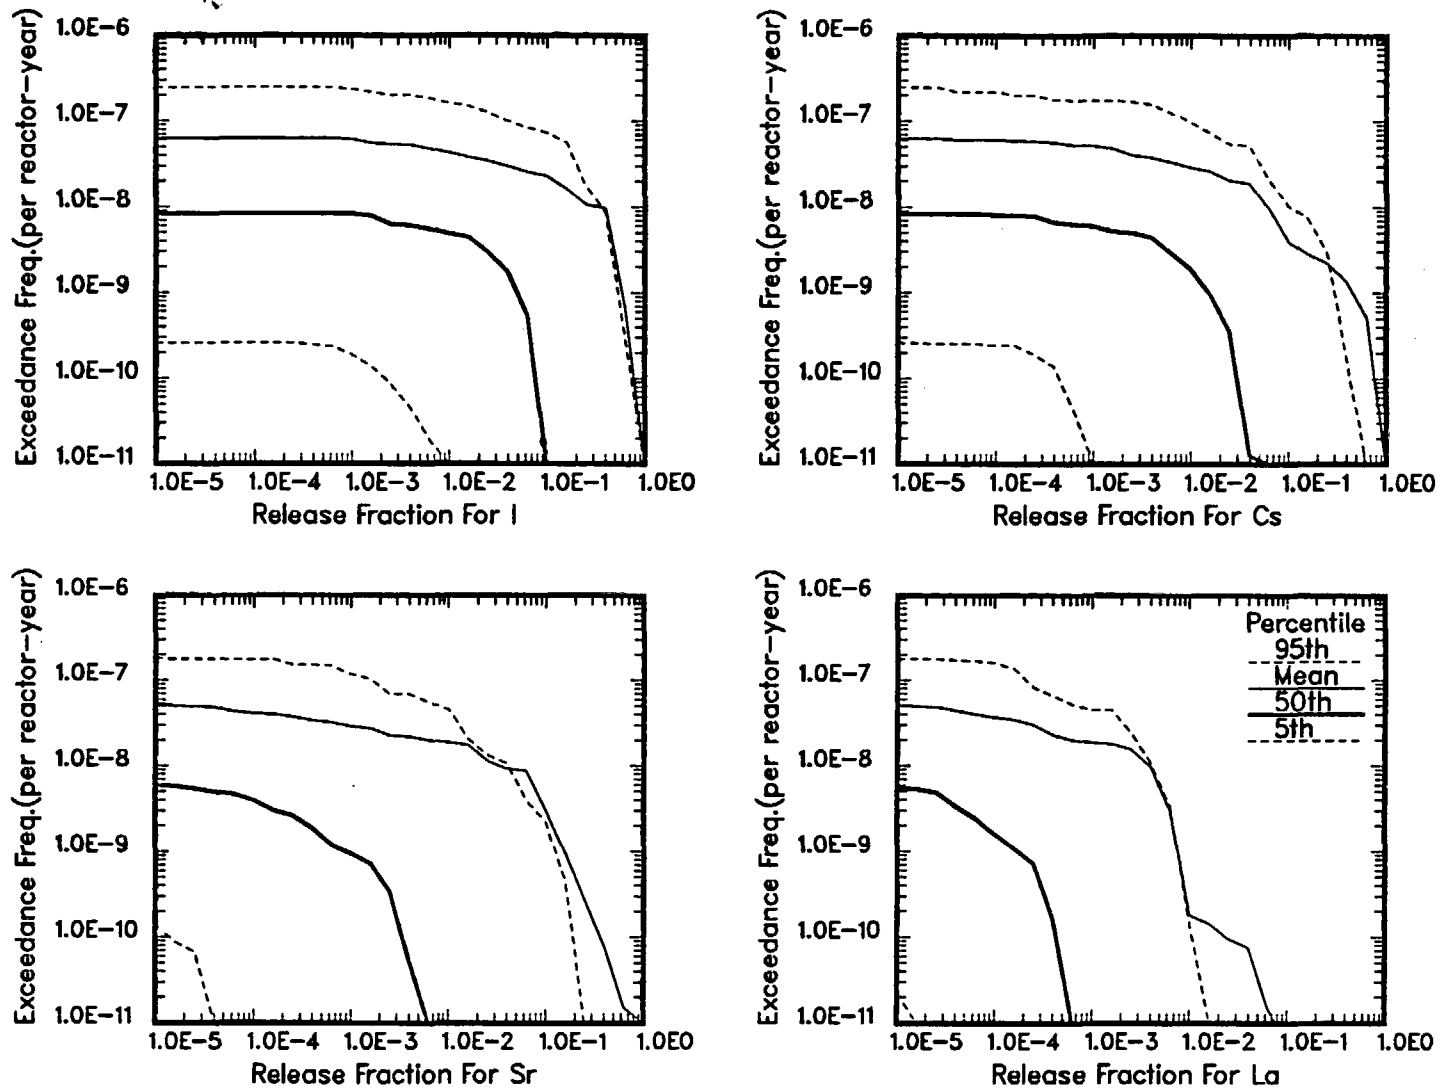 Exceedance Freq.(per reactor-year)
1.0E-6
1.0E-7
1.0E-8
1.0E-9
1.0E-10
1.0E-11
1.0E-5 1.0E-4 1.0E-3 1.0E-2 1.0E-1 1.0E0
Release Fraction For I
Exceedance Freq.(per reactor-year)
1.0E-6
1.0E-7
1.0E-8
1.0E-9
1.0E-10
1.0E-11
1.0E-5 1.0E-4 1.0E-3 1.0E-2 1.0E-1 1.0E0
Release Fraction For Cs
Exceedance Freq.(per reactor-year)
1.0E-6
1.0E-7
1.0E-8
1.0E-9
1.0E-10
1.0E-11
1.0E-5 1.0E-4 1.0E-3 1.0E-2 1.0E-1 1.0E0
Release Fraction For Sr
Exceedance Freq.(per reactor-year)
1.0E-6
1.0E-7
1.0E-8
1.0E-9
1.0E-10
1.0E-11
Percentile
95th
Mean
50th
5th
1.0E-5 1.0E-4 1.0E-3 1.0E-2 1.0E-1 1.0E0
Release Fraction For La